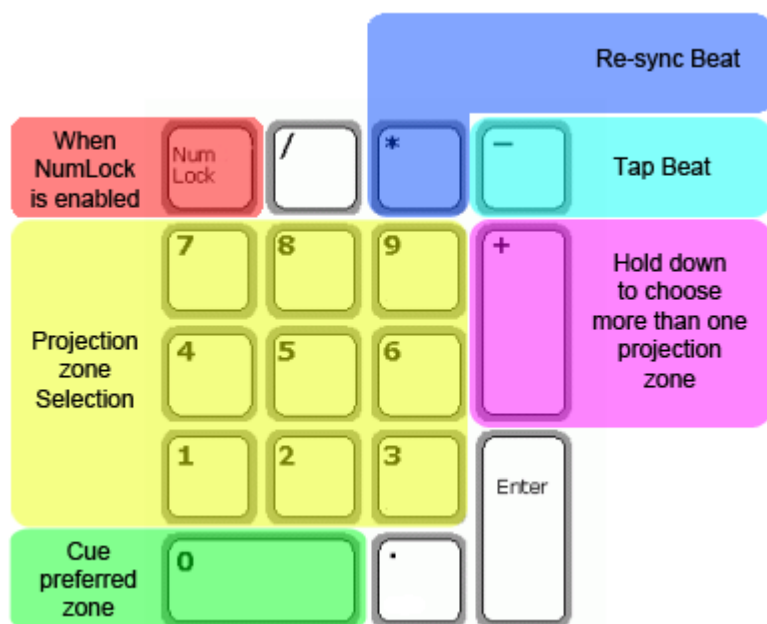 Re-sync Beat
When
NumLock
is enabled
Num
Lock
/
*
–
Tap Beat
7
8
9
+
Hold down
to choose
more than one
projection
zone
Projection
zone
Selection
4
5
6
1
2
3
Enter
Cue
preferred
zone
0
.